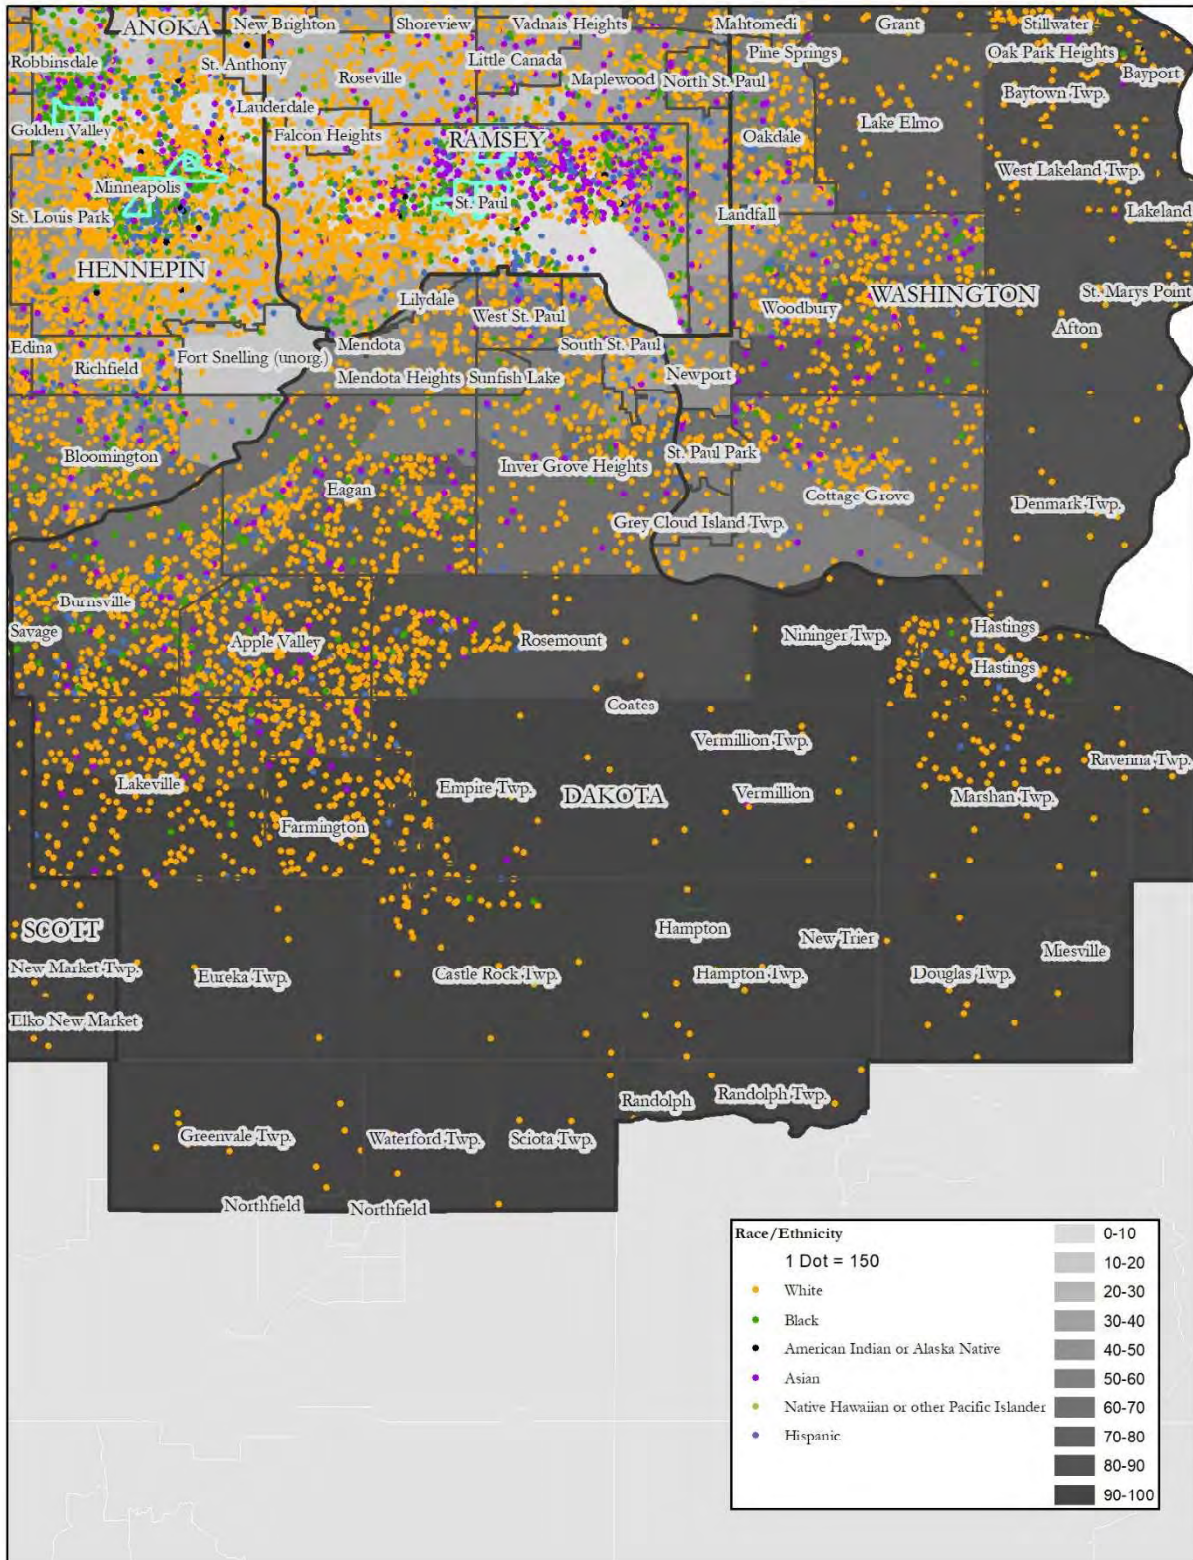 ANOKA
New Brighton
Shoreview
Vadnais Heights
Mahtomedi
Grant
Stillwater
Robbinsdale
St. Anthony
Roseville
Little Canada
Maplewood
North St. Paul
Pine Springs
Oak Park Heights
Bayport
Baytown Twp.
Golden Valley
Lauderdale
Falcon Heights
RAMSEY
Oakdale
Lake Elmo
Minneapolis
St. Paul
West Lakeland Twp.
St. Louis Park
Landfall
Lakeland
HENNEPIN
Lilydale
West St. Paul
Woodbury
WASHINGTON
St. Marys Point
Afton
Edina
Richfield
Fort Snelling (unorg.)
Mendota
South St. Paul
Mendota Heights
Sunfish Lake
Newport
Bloomington
Eagan
Inver Grove Heights
St. Paul Park
Cottage Grove
Denmark Twp.
Grey Cloud Island Twp.
Burnsville
Savage
Apple Valley
Rosemount
Nininger Twp.
Hastings
Hastings
Coates
Vermillion Twp.
Ravenna Twp.
Lakeville
Empire Twp.
DAKOTA
Vermillion
Marshan Twp.
Farmington
SCOTT
Hampton
New Trier
Miesville
New Market Twp.
Eureka Twp.
Castle Rock Twp.
Hampton Twp.
Douglas Twp.
Elko New Market
Randolph
Randolph Twp.
Greenvale Twp.
Waterford Twp.
Sciota Twp.
Northfield
Northfield
Race/Ethnicity
1 Dot = 150
White
Black
American Indian or Alaska Native
Asian
Native Hawaiian or other Pacific Islander
Hispanic
0-10
10-20
20-30
30-40
40-50
50-60
60-70
70-80
80-90
90-100